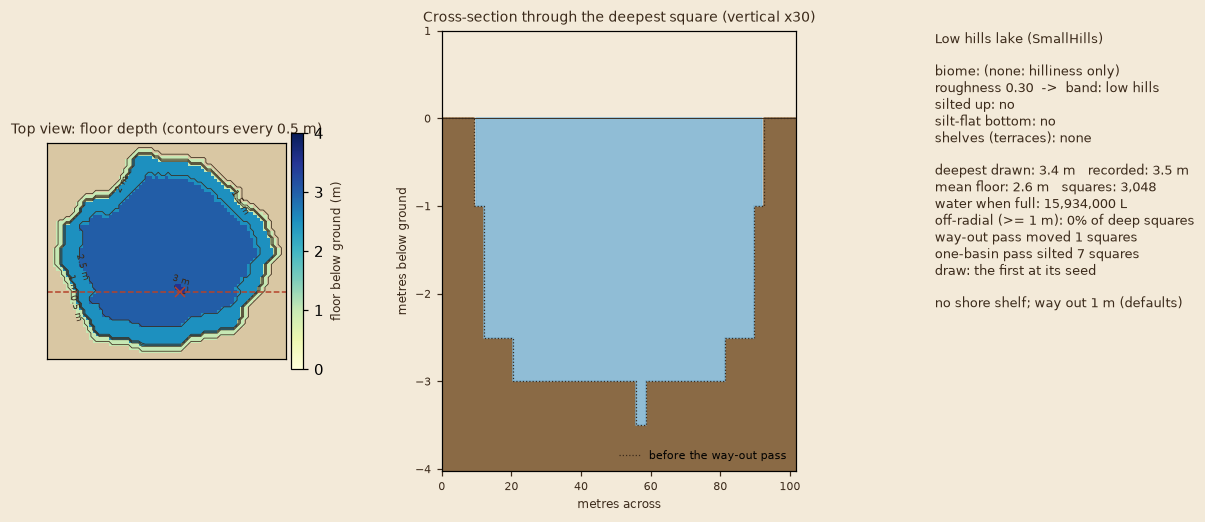 Cross-section through the deepest square (vertical x30)
Low hills lake (SmallHills)
biome: (none: hilliness only)
roughness 0.30 -> band: low hills
silted up: no
silt-flat bottom: no
shelves (terraces): none
deepest drawn: 3.4 m recorded: 3.5 m
mean floor: 2.6 m squares: 3,048
water when full: 15,934,000 L
off-radial (>= 1 m): 0% of deep squares
way-out pass moved 1 squares
one-basin pass silted 7 squares
draw: the first at its seed
no shore shelf; way out 1 m (defaults)
Top view: floor depth (contours every 0.5 m)
4
3
2
1
0
floor below ground (m)
3 m
1
0
−1
−2
−3
−4
metres below ground
before the way-out pass
0
20
40
60
80
100
metres across